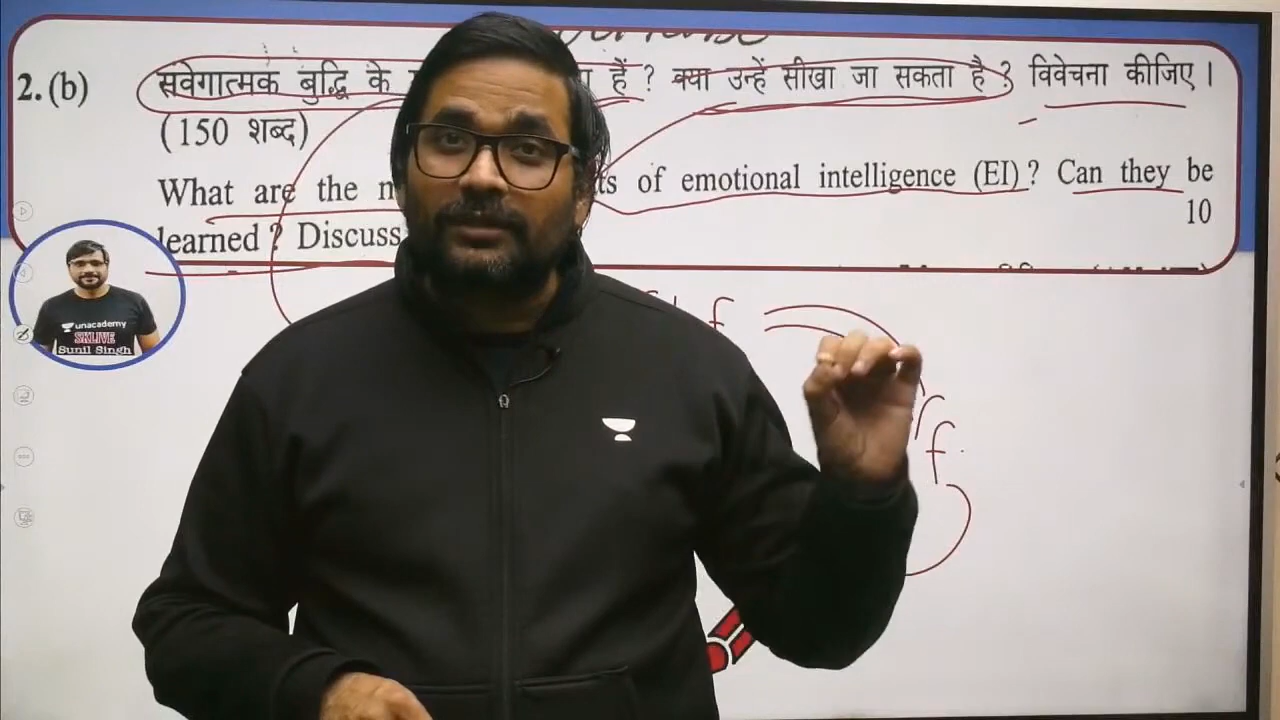 2. (b) सवेगात्मक बुद्धि के हैं ? क्या उन्हें सीखा जा सकता है ? विवेचना कीजिए ।
(150 शब्द)
What are the of emotional intelligence (EI) ? Can they be
learned ? Discuss
10
unacademy
SKLIVE
Sunil Singh